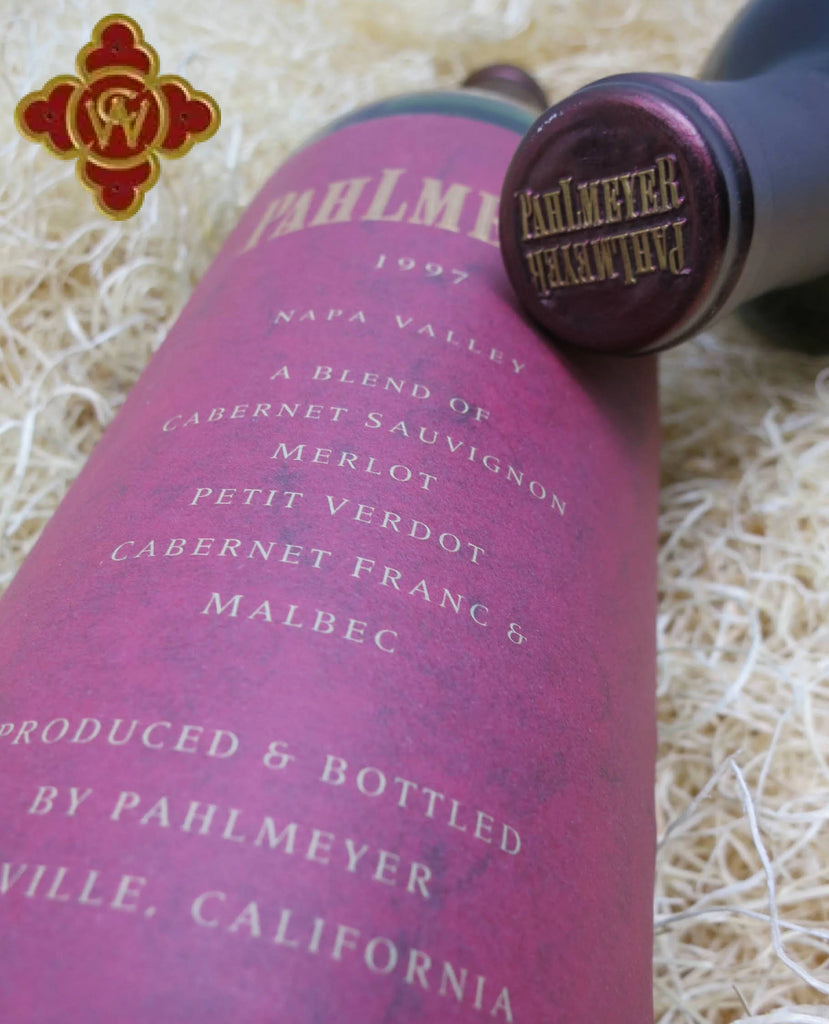 CW
PAHLME
1997
NAPA VALLEY
A BLEND OF
CABERNET SAUVIGNON
MERLOT
PETIT VERDOT
CABERNET FRANC &
MALBEC
PRODUCED & BOTTLED
BY PAHLMEYER
VILLE, CALIFORNIA
PAHLMEYER
PAHLMEYER